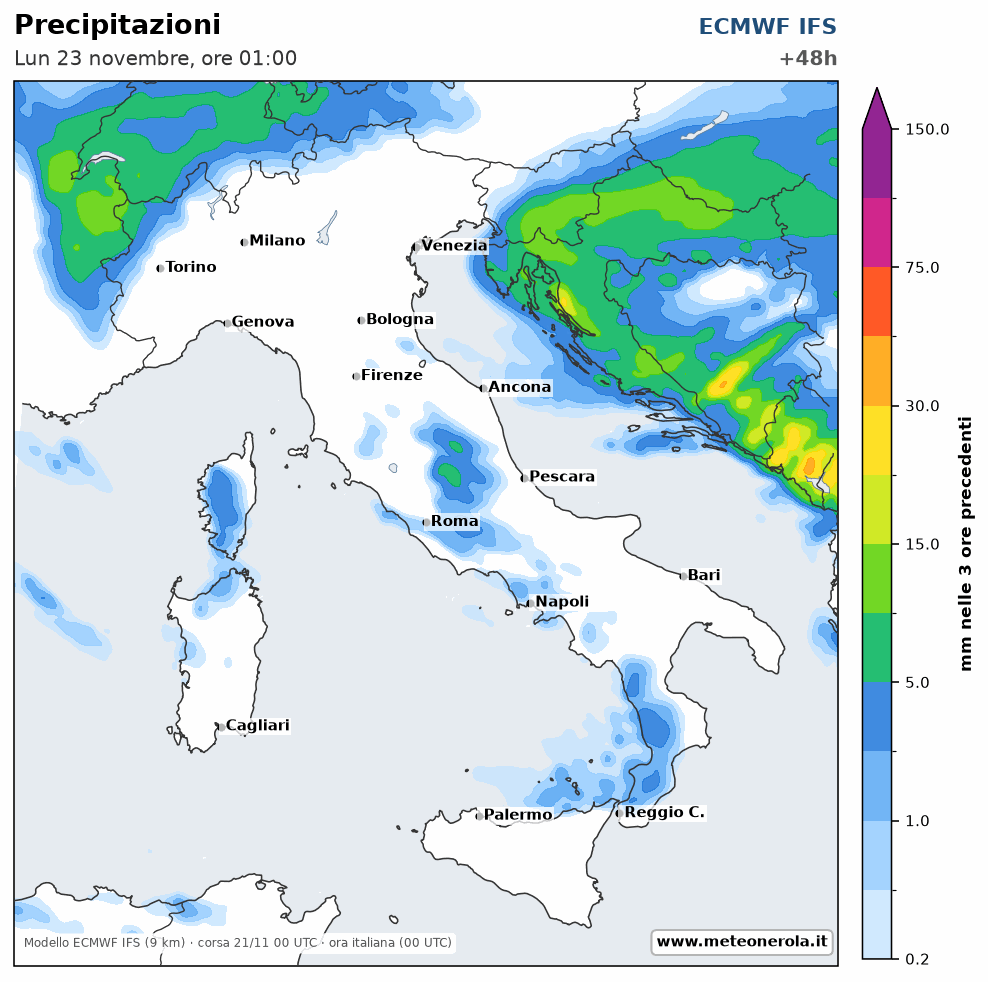 Precipitazioni
ECMWF IFS
Lun 23 novembre, ore 01:00
+48h
150.0
75.0
30.0
15.0
5.0
1.0
0.2
mm nelle 3 ore precedenti
Milano
Venezia
Torino
Genova
Bologna
Firenze
Ancona
Pescara
Roma
Bari
Napoli
Cagliari
Palermo
Reggio C.
Modello ECMWF IFS (9 km) · corsa 21/11 00 UTC · ora italiana (00 UTC)
www.meteonerola.it